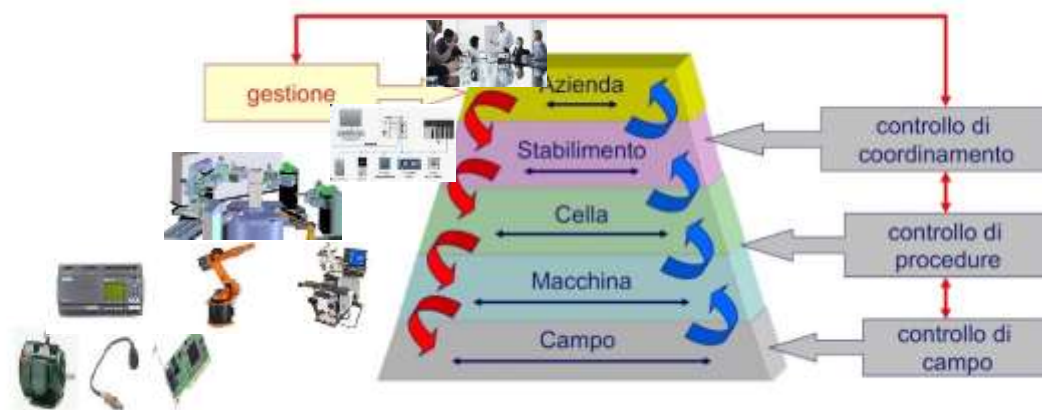 gestione
Azienda
Stabilimento
Cella
Macchina
Campo
controllo di
coordinamento
controllo di
procedure
controllo di
campo